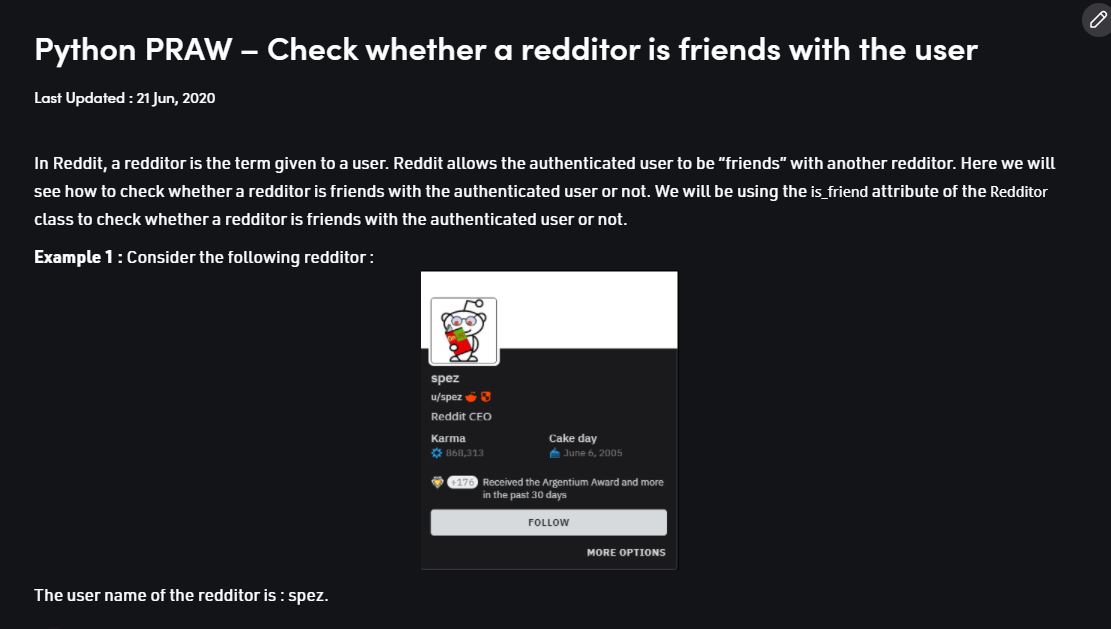 Python PRAW – Check whether a redditor is friends with the user
Last Updated : 21 Jun, 2020
In Reddit, a redditor is the term given to a user. Reddit allows the authenticated user to be “friends” with another redditor. Here we will
see how to check whether a redditor is friends with the authenticated user or not. We will be using the is_friend attribute of the Redditor
class to check whether a redditor is friends with the authenticated user or not.
Example 1 : Consider the following redditor :
spez
u/spez
Reddit CEO
Karma Cake day
868,313 June 6, 2005
+176 Received the Argentium Award and more
in the past 30 days
FOLLOW
MORE OPTIONS
The user name of the redditor is : spez.